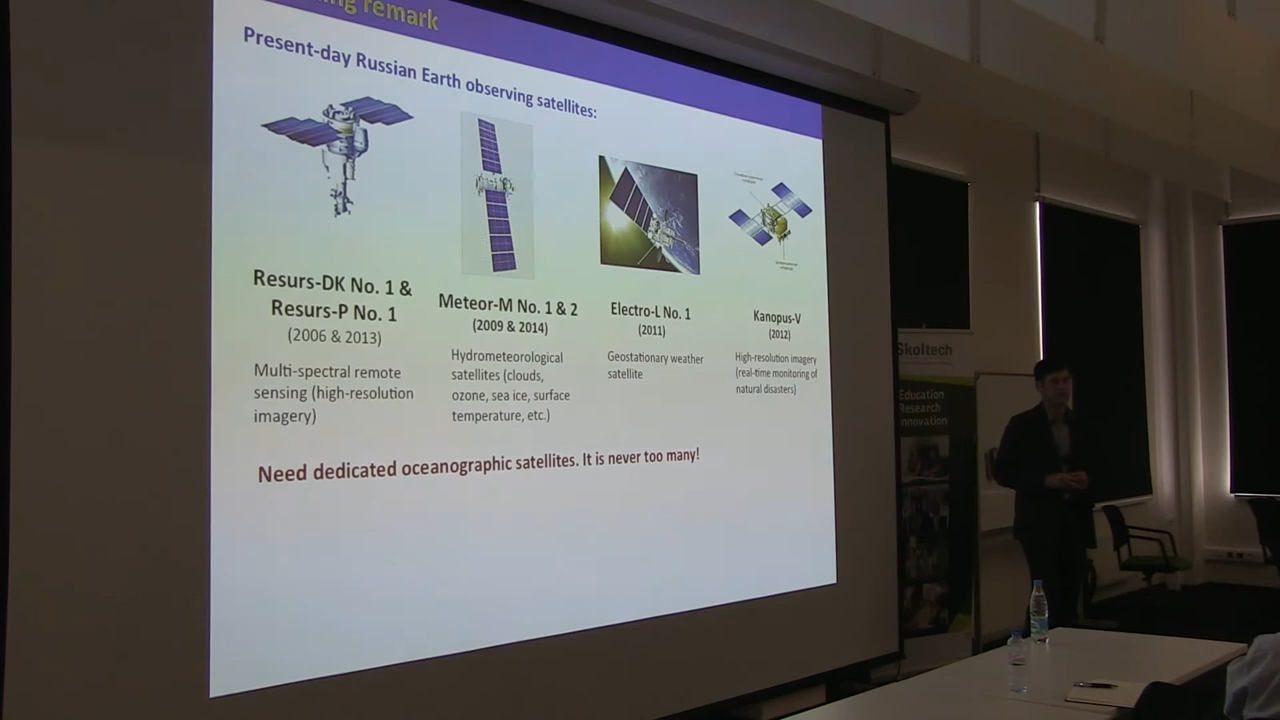 remark
Present-day Russian Earth observing satellites:
Resurs-DK No. 1 &
Resurs-P No. 1
(2006 & 2013)
Multi-spectral remote
sensing (high-resolution
imagery)
Meteor-M No. 1 & 2
(2009 & 2014)
Hydrometeorological
satellites (clouds,
ozone, sea ice, surface
temperature, etc.)
Electro-L No. 1
(2011)
Geostationary weather
satellite
Kanopus-V
(2012)
High-resolution imagery
(real-time monitoring of
natural disasters)
Need dedicated oceanographic satellites. It is never too many!
Skoltech
Education
Research
Innovation